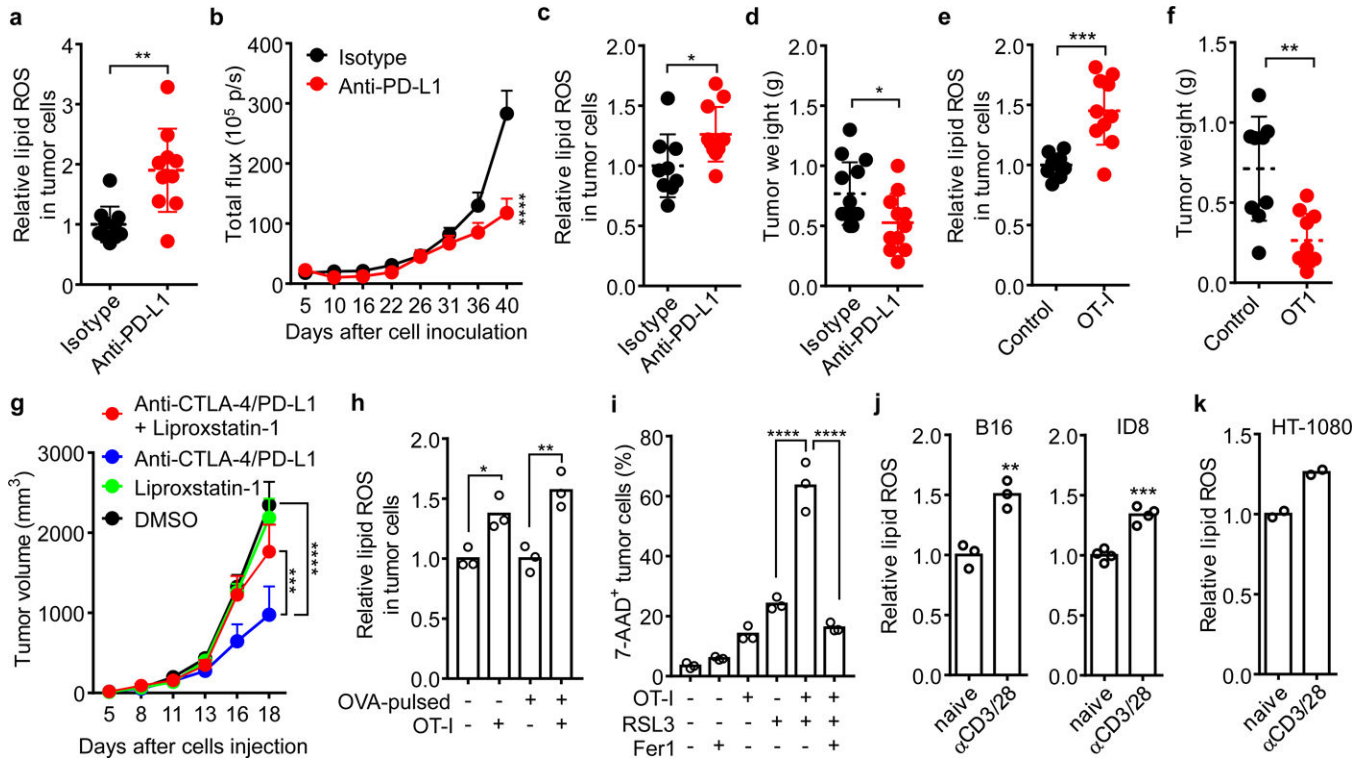 a
Relative lipid ROS
in tumor cells
4
3
2
1
0
**
Isotype
Anti-PD-L1
b
Total flux (10⁵ p/s)
400
300
200
100
0
Isotype
Anti-PD-L1
****
5 10 16 22 26 31 36 40
Days after cell inoculation
c
Relative lipid ROS
in tumor cells
2.0
1.5
1.0
0.5
0.0
*
Isotype
Anti-PD-L1
d
Tumor weight (g)
2.0
1.5
1.0
0.5
0.0
*
Isotype
Anti-PD-L1
e
Relative lipid ROS
in tumor cells
2.0
1.5
1.0
0.5
0.0
***
Control
OT-I
f
Tumor weight (g)
1.5
1.0
0.5
0.0
**
Control
OT1
g
Anti-CTLA-4/PD-L1
+ Liproxstatin-1
Anti-CTLA-4/PD-L1
Liproxstatin-1
DMSO
Tumor volume (mm³)
3000
2000
1000
0
***
****
5 8 11 13 16 18
Days after cells injection
h
Relative lipid ROS
in tumor cells
2.0
1.5
1.0
0.5
0.0
*
**
OVA-pulsed - - + +
OT-I - + - +
i
7-AAD⁺ tumor cells (%)
80
60
40
20
0
****
****
OT-I - - + - + +
RSL3 - - - + + +
Fer1 - + - - - +
j
B16
Relative lipid ROS
2.0
1.5
1.0
0.5
0.0
**
naive
αCD3/28
ID8
2.0
1.5
1.0
0.5
0.0
***
naive
αCD3/28
k
HT-1080
Relative lipid ROS
1.5
1.0
0.5
0.0
naive
αCD3/28